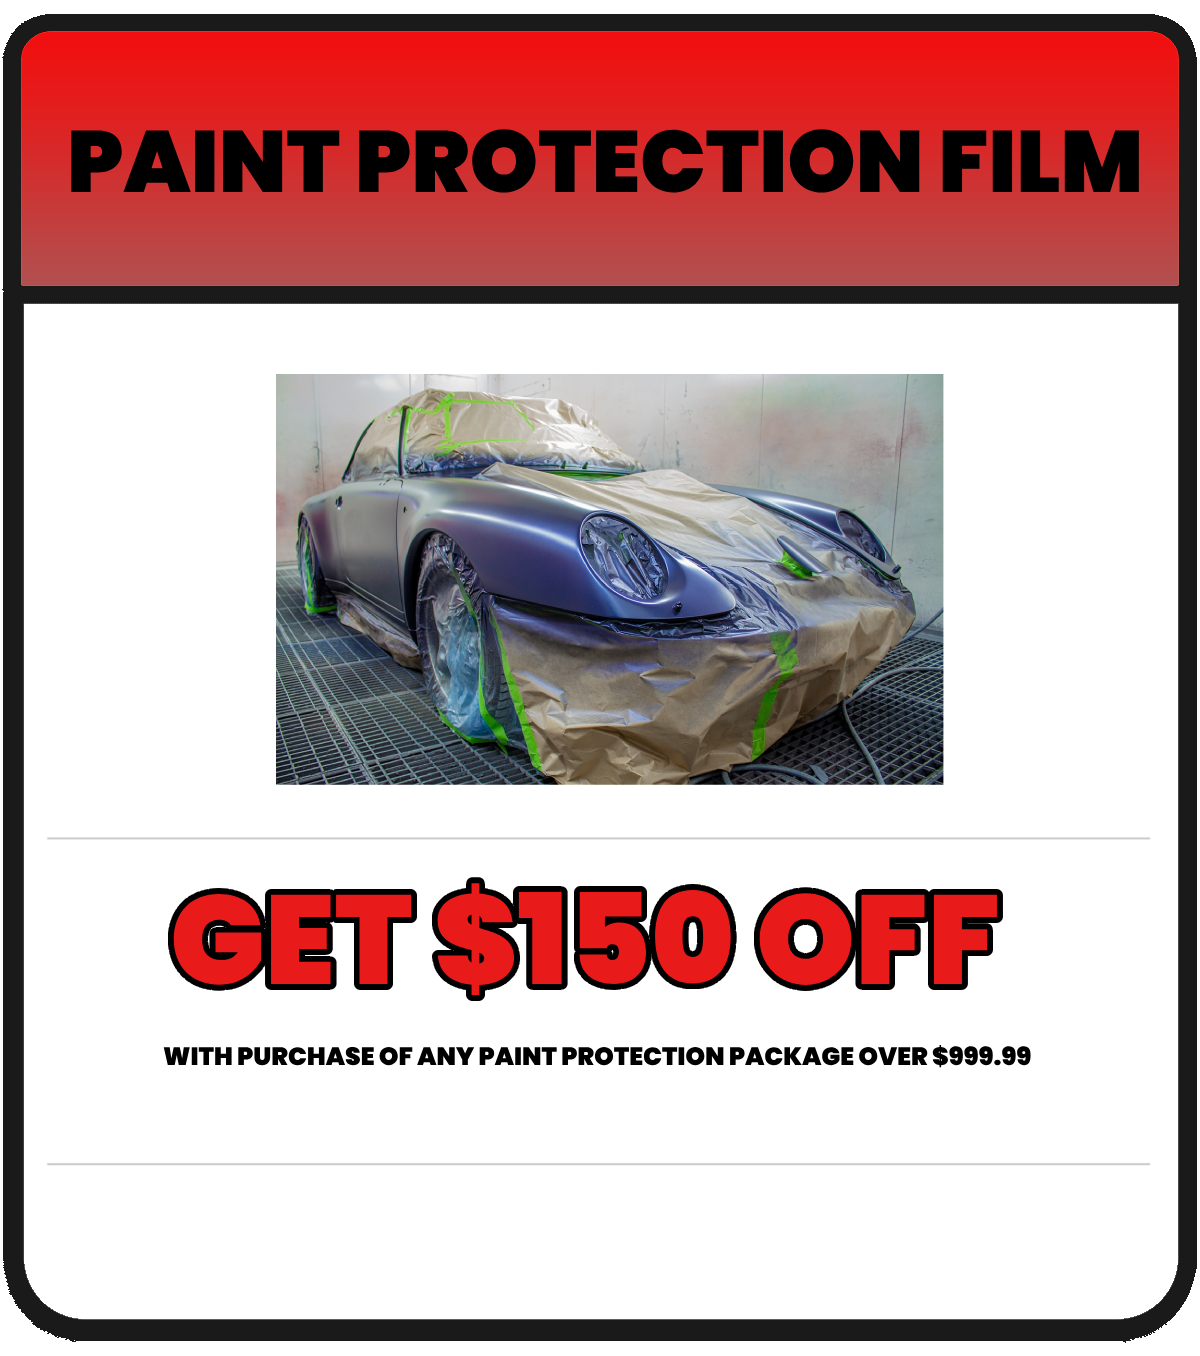 PAINT PROTECTION FILM
GET $150 OFF
WITH PURCHASE OF ANY PAINT PROTECTION PACKAGE OVER $999.99